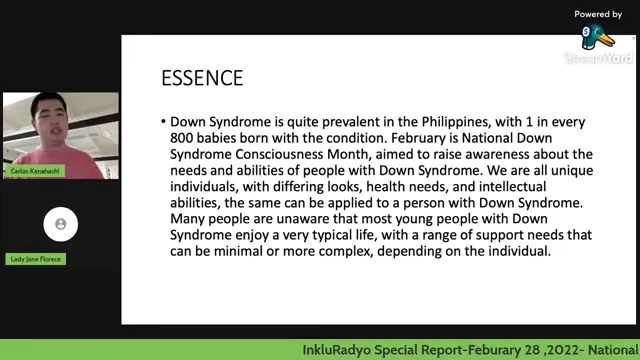 Powered by
StreamYard
ESSENCE
• Down Syndrome is quite prevalent in the Philippines, with 1 in every
800 babies born with the condition. February is National Down
Syndrome Consciousness Month, aimed to raise awareness about the
needs and abilities of people with Down Syndrome. We are all unique
individuals, with differing looks, health needs, and intellectual
abilities, the same can be applied to a person with Down Syndrome.
Many people are unaware that most young people with Down
Syndrome enjoy a very typical life, with a range of support needs that
can be minimal or more complex, depending on the individual.
Carlos Kanahashi
Lady Jane Florece
InkluRadyo Special Report-Feburary 28 ,2022- National